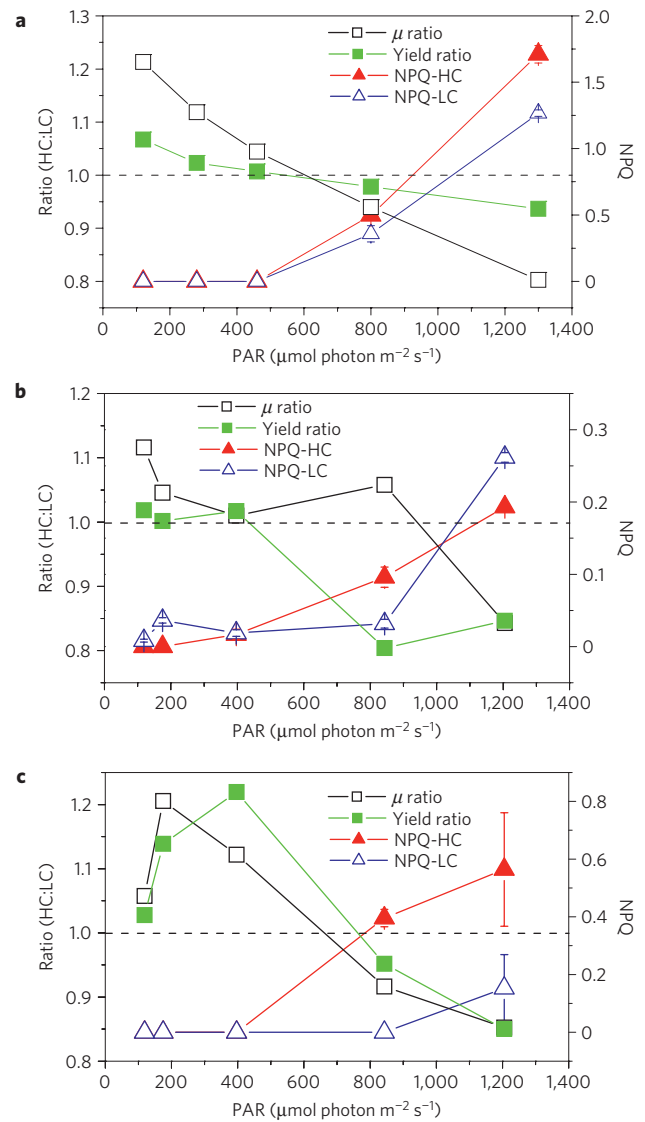 a
μ ratio
Yield ratio
NPQ-HC
NPQ-LC
Ratio (HC:LC)
1.3
1.2
1.1
1.0
0.9
0.8
NPQ
2.0
1.5
1.0
0.5
0
0 200 400 600 800 1,000 1,200 1,400
PAR (μmol photon m⁻² s⁻¹)
b
μ ratio
Yield ratio
NPQ-HC
NPQ-LC
Ratio (HC:LC)
1.2
1.1
1.0
0.9
0.8
NPQ
0.3
0.2
0.1
0
0 200 400 600 800 1,000 1,200 1,400
PAR (μmol photon m⁻² s⁻¹)
c
μ ratio
Yield ratio
NPQ-HC
NPQ-LC
Ratio (HC:LC)
1.2
1.1
1.0
0.9
0.8
NPQ
0.8
0.6
0.4
0.2
0
0 200 400 600 800 1,000 1,200 1,400
PAR (μmol photon m⁻² s⁻¹)